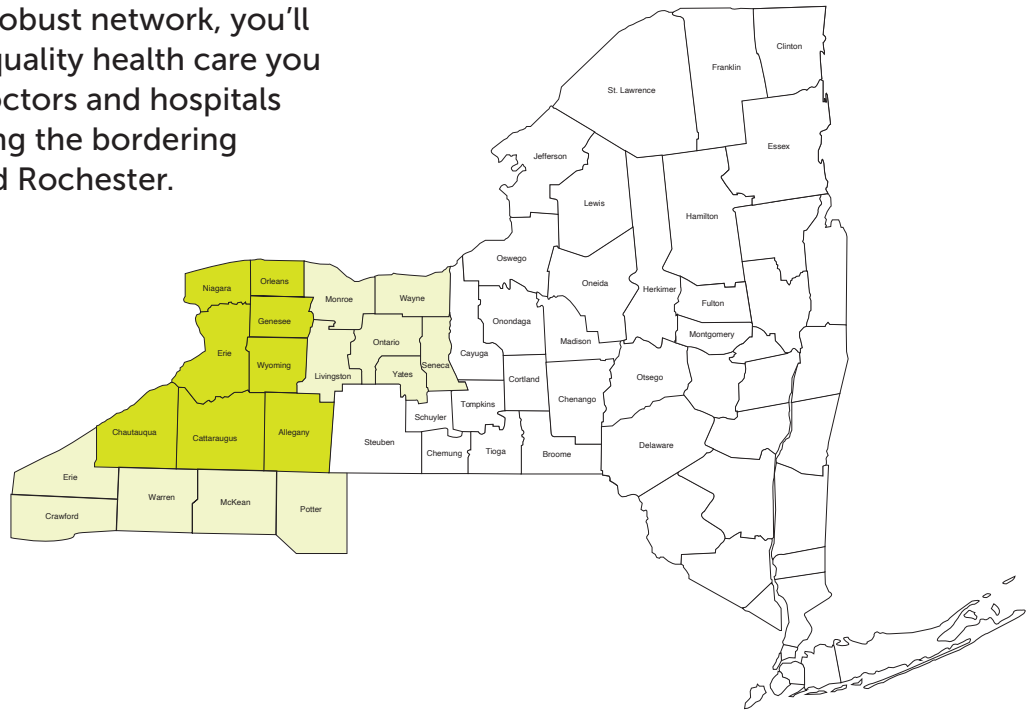 obust network, you'll
quality health care you
octors and hospitals
ng the bordering
d Rochester.
Clinton
Franklin
St. Lawrence
Essex
Jefferson
Lewis
Hamilton
Oswego
Oneida
Herkimer
Fulton
Montgomery
Niagara
Orleans
Monroe
Wayne
Genesee
Onondaga
Madison
Erie
Wyoming
Ontario
Cayuga
Seneca
Livingston
Yates
Cortland
Otsego
Chenango
Tompkins
Schuyler
Chautauqua
Cattaraugus
Allegany
Steuben
Chemung
Tioga
Broome
Delaware
Erie
Warren
McKean
Potter
Crawford